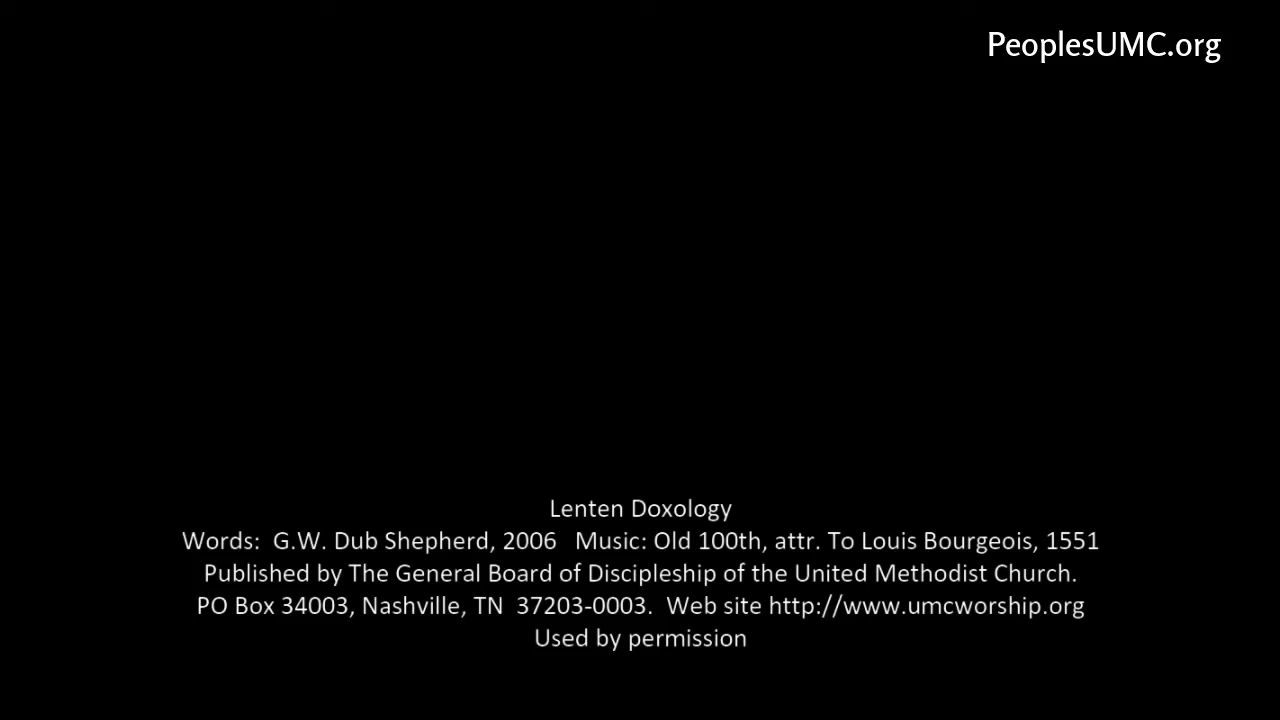 PeoplesUMC.org
Lenten Doxology
Words:  G.W. Dub Shepherd, 2006   Music: Old 100th, attr. To Louis Bourgeois, 1551
Published by The General Board of Discipleship of the United Methodist Church.
PO Box 34003, Nashville, TN  37203-0003.  Web site http://www.umcworship.org
Used by permission